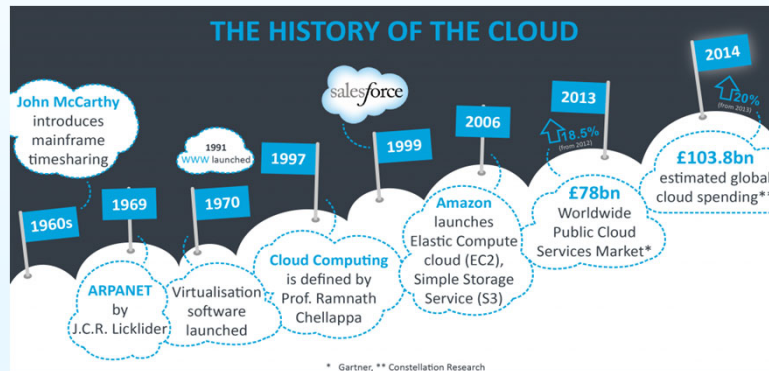 THE HISTORY OF THE CLOUD
John McCarthy
introduces
mainframe
timesharing
1960s
1969
ARPANET
by
J.C.R. Licklider
1991
WWW launched
1970
Virtualisation
software
launched
1997
Cloud Computing
is defined by
Prof. Ramnath
Chellappa
salesforce
1999
2006
Amazon
launches
Elastic Compute
cloud (EC2),
Simple Storage
Service (S3)
2013
18.5%
(from 2012)
£78bn
Worldwide
Public Cloud
Services Market*
2014
20%
(from 2013)
£103.8bn
estimated global
cloud spending**
* Gartner, ** Constellation Research